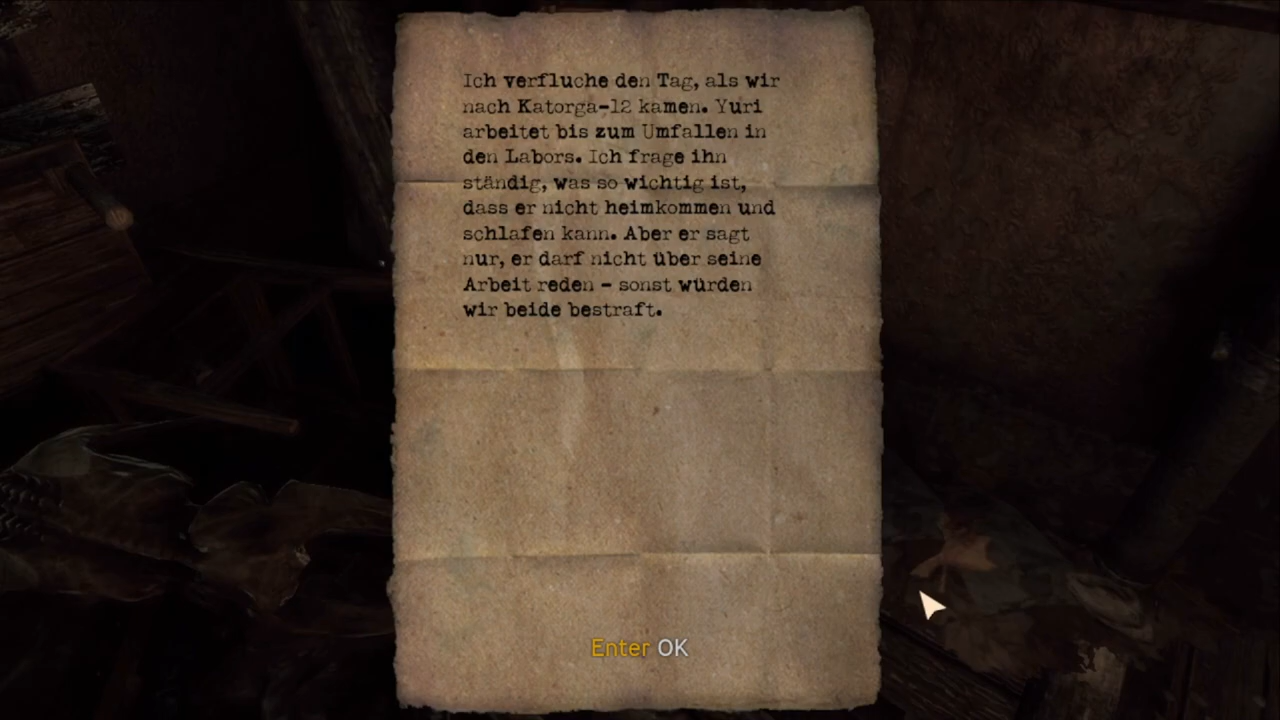 Ich verfluche den Tag, als wir
nach Katorga-12 kamen. Yuri
arbeitet bis zum Umfallen in
den Labors. Ich frage ihn
ständig, was so wichtig ist,
dass er nicht heimkommen und
schlafen kann. Aber er sagt
nur, er darf nicht über seine
Arbeit reden - sonst würden
wir beide bestraft.
Enter OK